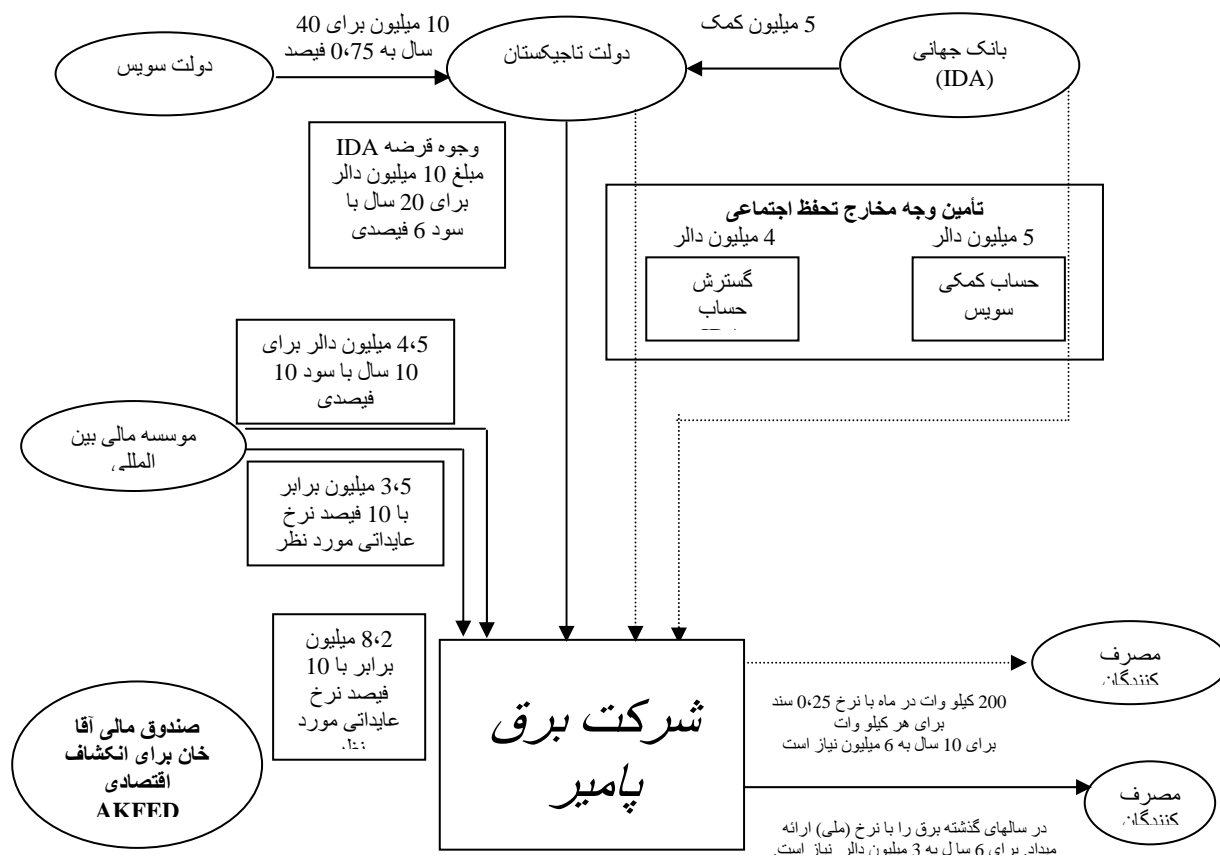 دولت سویس
10 میلیون برای 40
سال به 0،75 فیصد
دولت تاجیکستان
5 میلیون کمک
بانک جهانی
(IDA)
وجوه قرضه IDA
مبلغ 10 میلیون دالر
برای 20 سال با
سود 6 فیصدی
تأمین وجه مخارج تحفظ اجتماعی
5 میلیون دالر
4 میلیون دالر
حساب کمکی
سویس
گسترش
حساب
4،5 میلیون دالر برای
10 سال با سود 10
فیصدی
موسسه مالی بین
المللی
3،5 میلیون برابر
با 10 فیصد نرخ
عایداتی مورد نظر
8،2 میلیون
برابر با 10
فیصد نرخ
عایداتی مورد
نظر
صندوق مالی آقا
خان برای انکشاف
اقتصادی
AKFED
شرکت برق
پامیر
مصرف
کنندگان
200 کیلو وات در ماه با نرخ 0،25 سند
برای هر کیلو وات
برای 10 سال به 6 میلیون نیاز است
مصرف
کنندگان
در سالهای گذشته برق را با نرخ (ملی) ارائه
میداد. برای 6 سال به 3 میلیون دالر نیاز است.